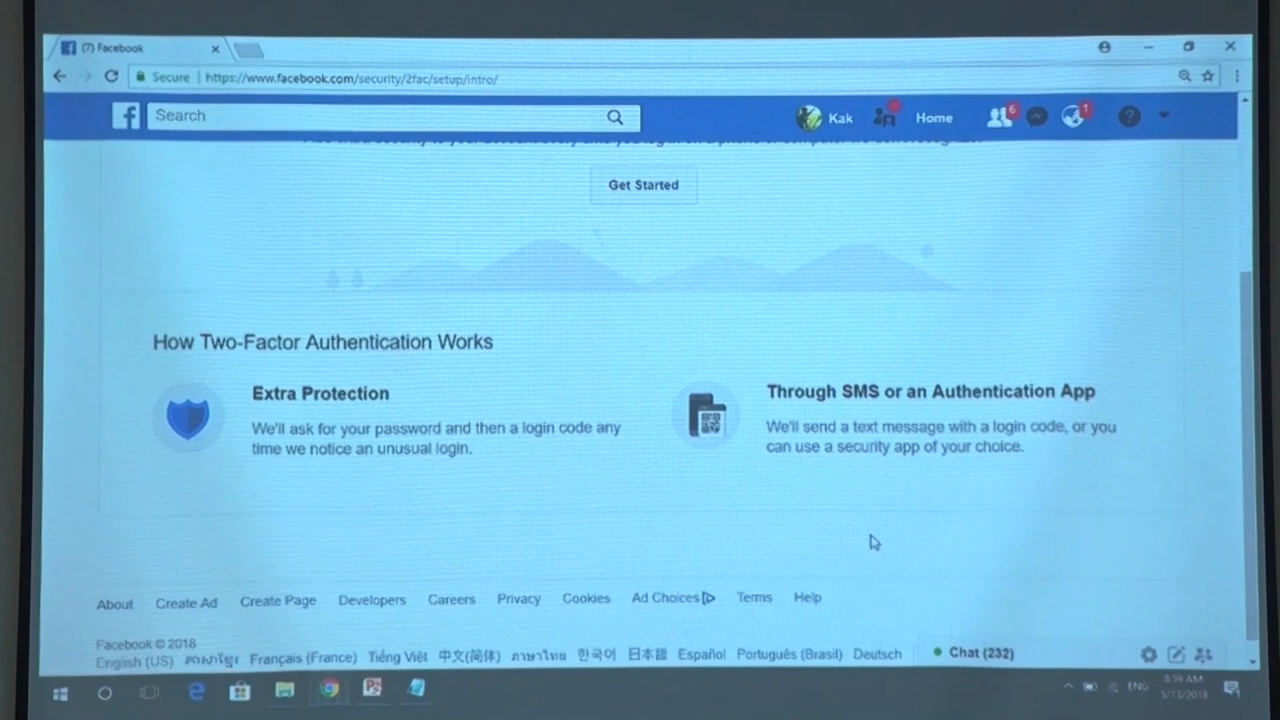 (7) Facebook
Secure | https://www.facebook.com/security/2fac/setup/intro/
f Search Kak Home 6 1 ?
Get Started
How Two-Factor Authentication Works
Extra Protection
We'll ask for your password and then a login code any
time we notice an unusual login.
Through SMS or an Authentication App
We'll send a text message with a login code, or you
can use a security app of your choice.
About Create Ad Create Page Developers Careers Privacy Cookies Ad Choices Terms Help
Facebook © 2018
English (US) ភាសាខ្មែរ Français (France) Tiếng Việt 中文(简体) ภาษาไทย 한국어 日本語 Español Português (Brasil) Deutsch
Chat (232)
ENG
8:59 AM
5/13/2018